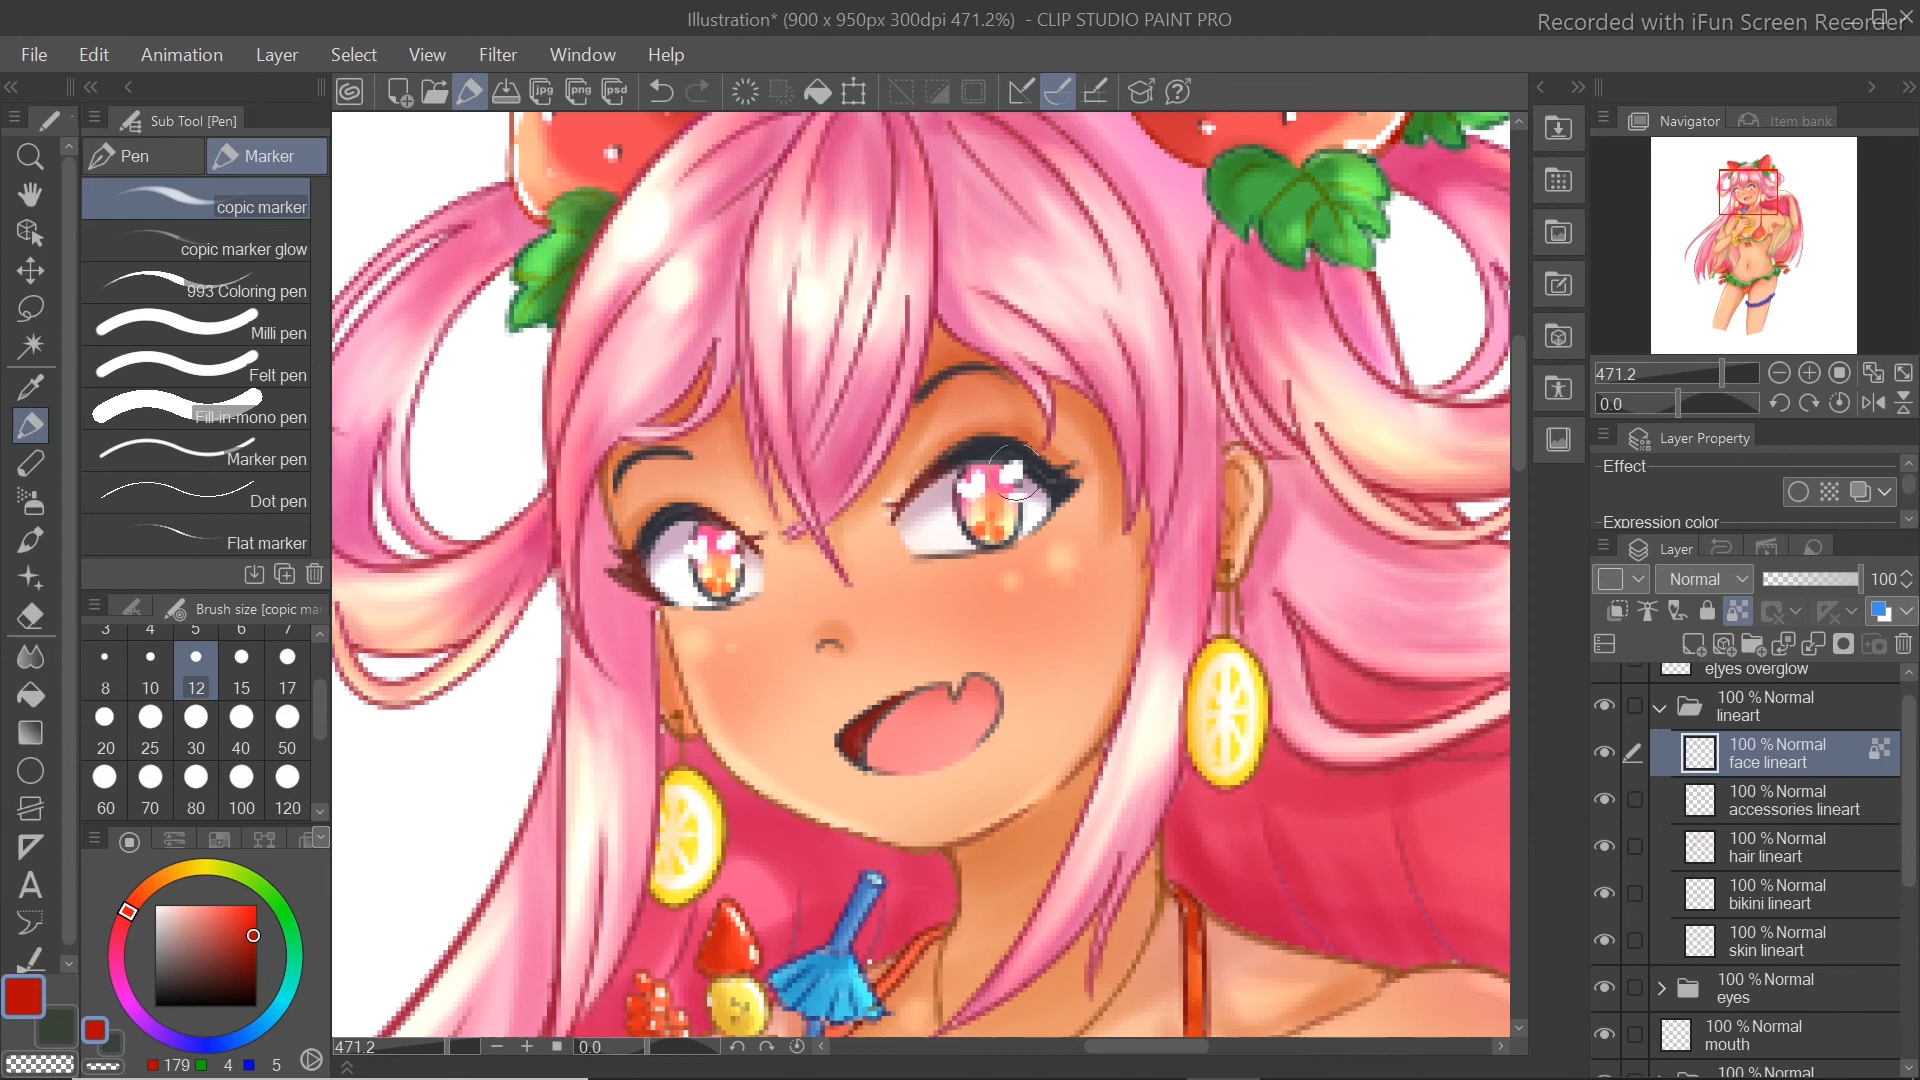 Illustration* (900 x 950px 300dpi 471.2%) - CLIP STUDIO PAINT PRO
Recorded with iFun Screen Recorder
File Edit Animation Layer Select View Filter Window Help
jpg png psd
Sub Tool [Pen]
Pen
Marker
copic marker
copic marker glow
993 Coloring pen
Milli pen
Felt pen
Fill-in-mono pen
Marker pen
Dot pen
Flat marker
Brush size [copic ma
3 4 5 6 7
8 10 12 15 17
20 25 30 40 50
60 70 80 100 120
179 4 5
471.2
0.0
Navigator
Item bank
471.2
0.0
Layer Property
Effect
Expression color
Layer
Normal
100
eyes overglow
100 % Normal
lineart
100 % Normal
face lineart
100 % Normal
accessories lineart
100 % Normal
hair lineart
100 % Normal
bikini lineart
100 % Normal
skin lineart
100 % Normal
eyes
100 % Normal
mouth
100 % Normal